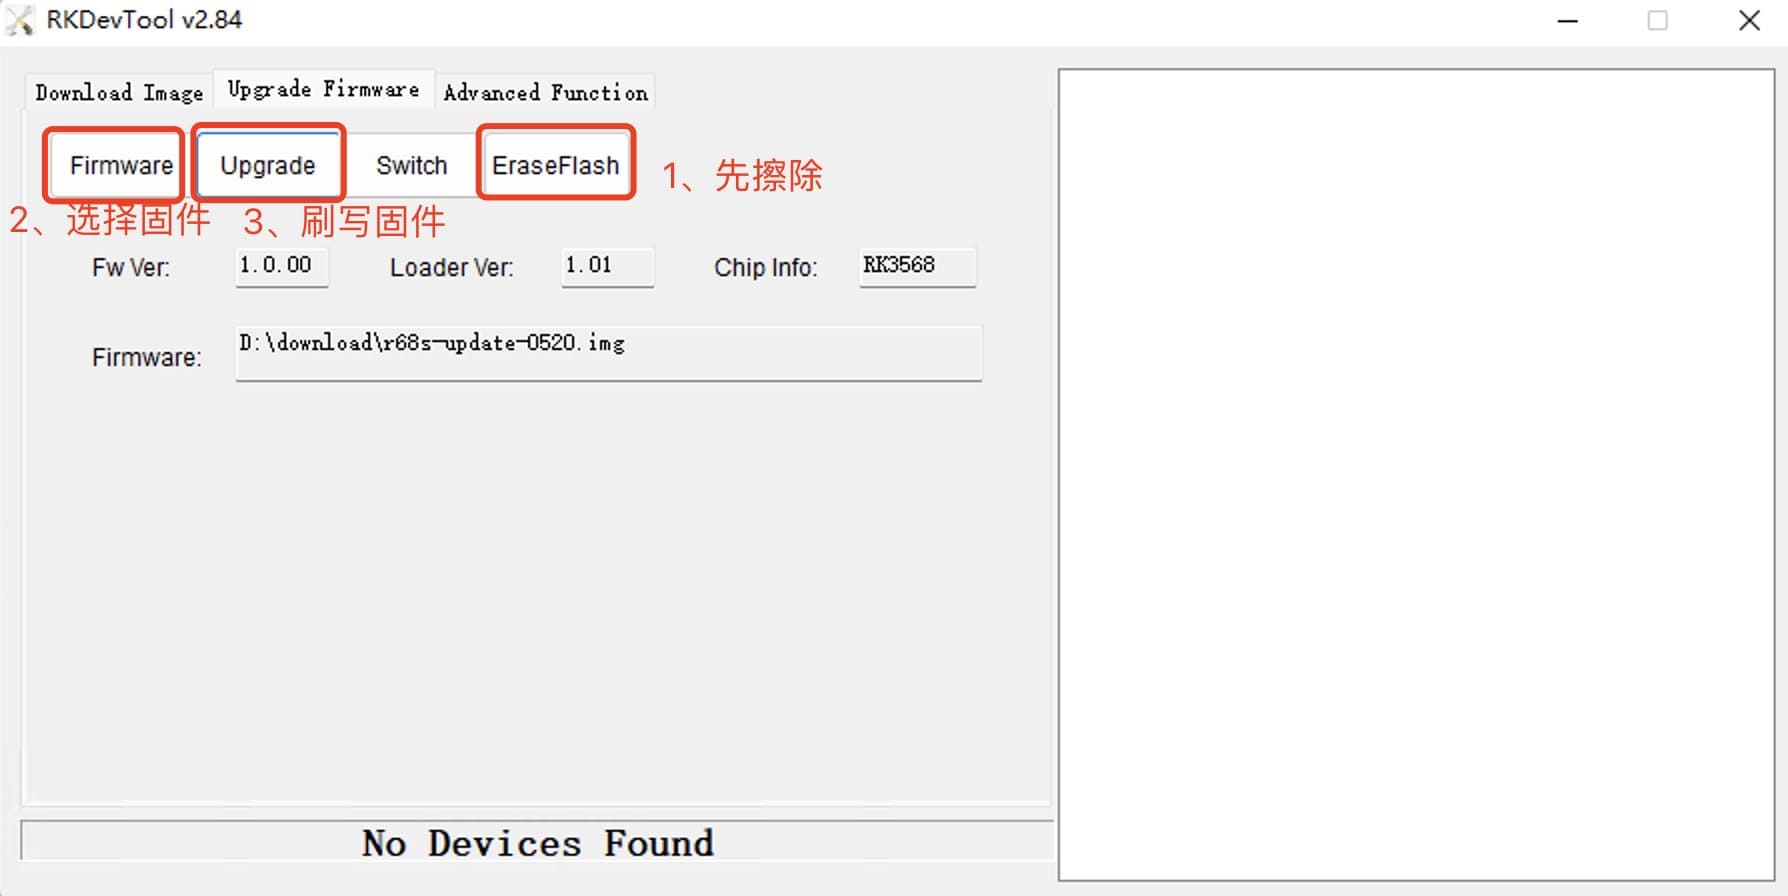 RKDevTool v2.84
Download Image Upgrade Firmware Advanced Function
Firmware Upgrade Switch EraseFlash
1、先擦除
2、选择固件 3、刷写固件
Fw Ver: 1.0.00 Loader Ver: 1.01 Chip Info: RK3568
Firmware: D:\download\r68s-update-0520.img
No Devices Found